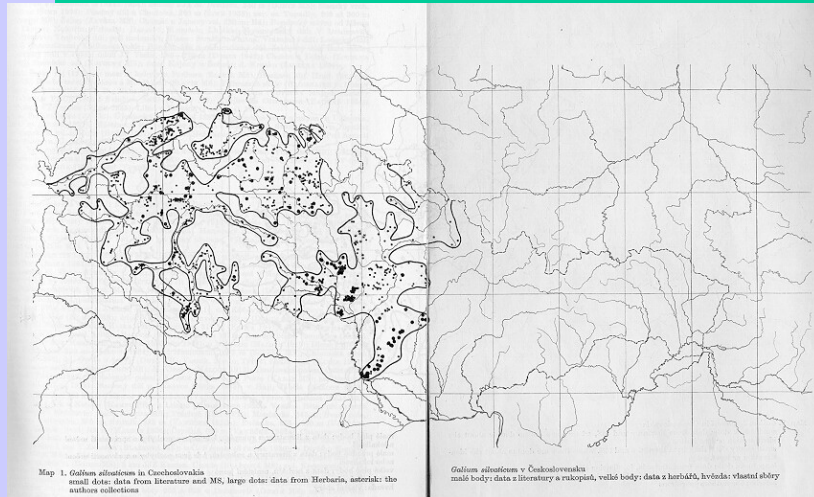 Map 1. Galium silvaticum in Czechoslovakia
small dots: data from literature and MS, large dots: data from Herbaria, asterisk: the
authors collections
Galium silvaticum v Československu
malé body: data z literatury a rukopisů, velké body: data z herbářů, hvězda: vlastní sběry